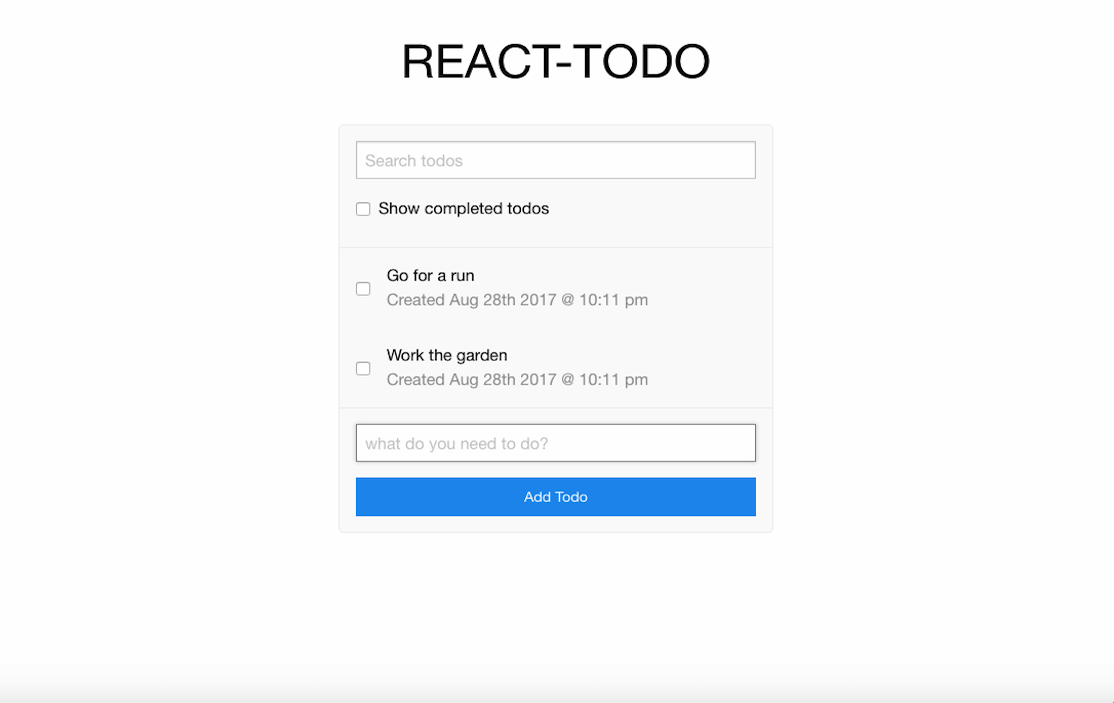 REACT-TODO
Search todos
Show completed todos
Go for a run
Created Aug 28th 2017 @ 10:11 pm
Work the garden
Created Aug 28th 2017 @ 10:11 pm
what do you need to do?
Add Todo